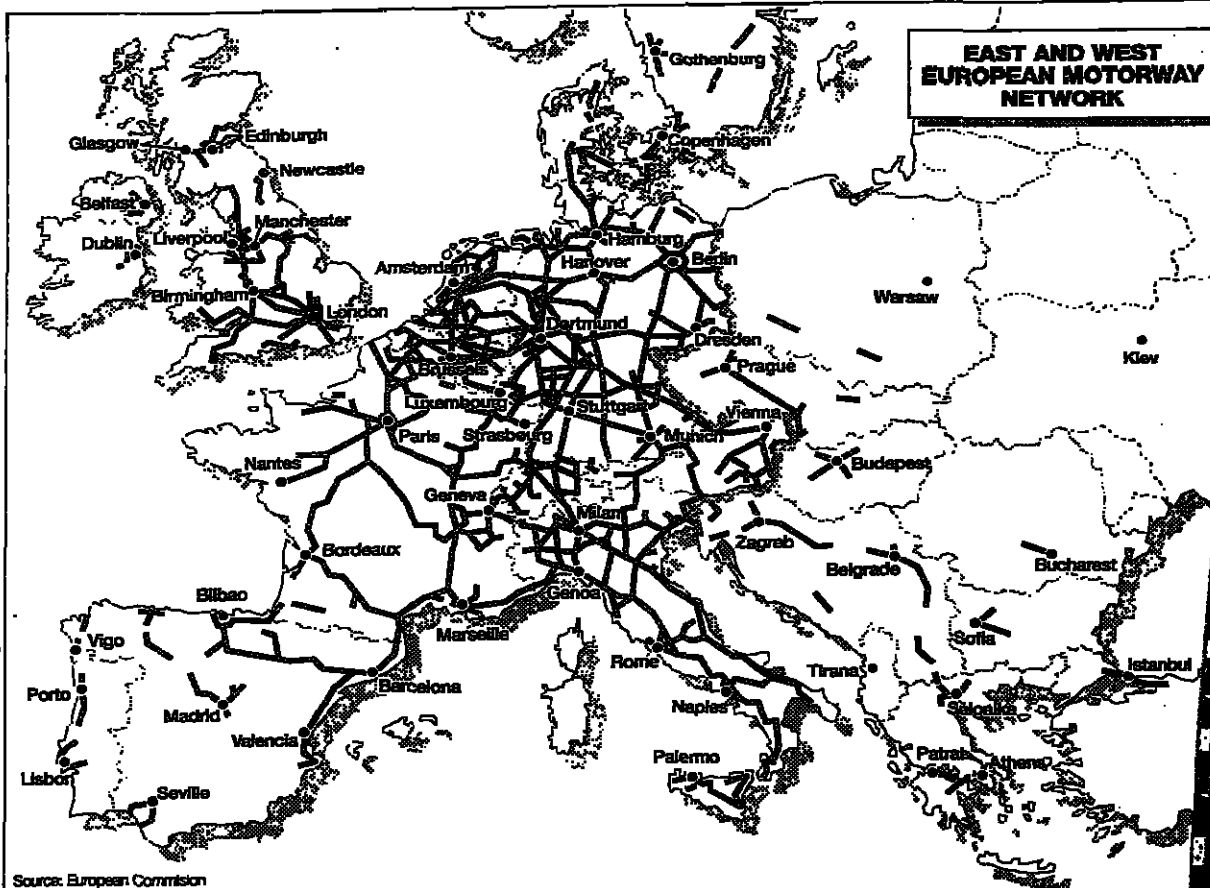 EAST AND WEST
EUROPEAN MOTORWAY
NETWORK
Gothenburg
Edinburgh
Glasgow
Copenhagen
Newcastle
Belfast
Manchester
Dublin
Liverpool
Hamburg
Amsterdam
Hanover
Berlin
Warsaw
Birmingham
London
Dortmund
Dresden
Kiev
Brussels
Prague
Luxembourg
Stuttgart
Vienna
Paris
Strasbourg
Munich
Nantes
Budapest
Geneva
Milan
Zagreb
Bordeaux
Belgrade
Bucharest
Bilbao
Genoa
Marseille
Sofia
Vigo
Rome
Tirana
Istanbul
Porto
Barcelona
Madrid
Naples
Salonika
Valencia
Lisbon
Palermo
Patrai
Athens
Seville
Source: European Commision